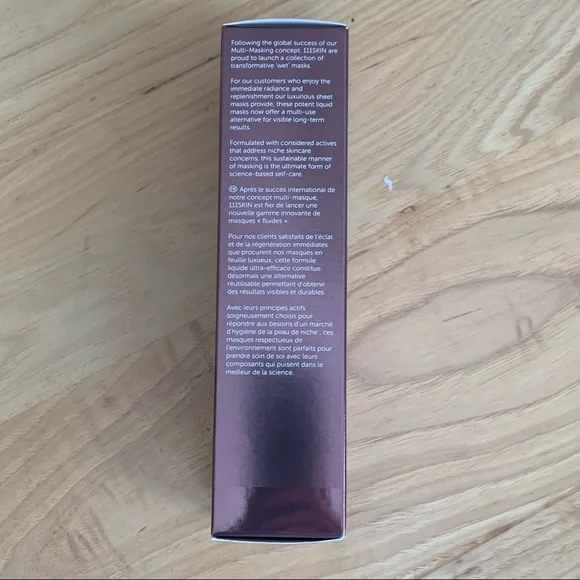 Following the global success of our
Multi-Masking concept, 111SKIN are
proud to launch a collection of
transformative 'wet' masks.
For our customers who enjoy the
immediate radiance and
replenishment our luxurious sheet
masks provide, these potent liquid
masks now offer a multi-use
alternative for visible long-term
results.
Formulated with considered actives
that address niche skincare
concerns, this sustainable manner
of masking is the ultimate form of
science-based self-care.
FR Après le succès international de
notre concept multi-masque,
111SKIN est fier de lancer une
nouvelle gamme innovante de
masques « fluides ».
Pour nos clients satisfaits de l'éclat
et de la régénération immédiates
que procurent nos masques en
feuille luxueux, cette formule
liquide ultra-efficace constitue
désormais une alternative
réutilisable permettant d'obtenir
des résultats visibles et durables.
Avec leurs principes actifs
soigneusement choisis pour
répondre aux besoins d'un marché
d'hygiène de la peau de niche ; ces
masques respectueux de
l'environnement sont parfaits pour
prendre soin de soi avec leurs
composants qui puisent dans le
meilleur de la science.